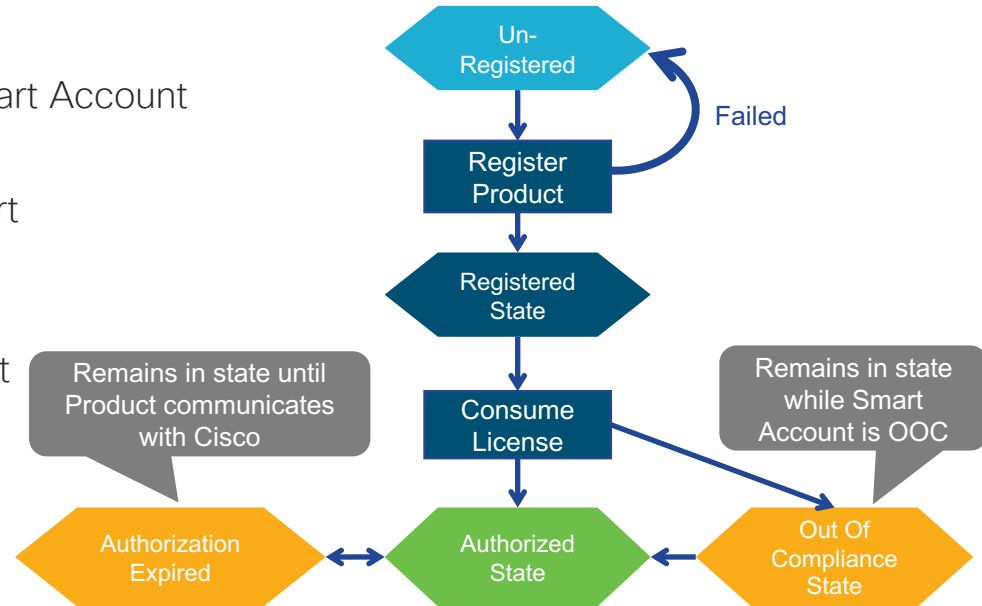 Un-
Registered
art Account
Failed
Register
Product
rt
Registered
State
t
Remains in state until
Product communicates
with Cisco
Consume
License
Remains in state
while Smart
Account is OOC
Authorization
Expired
Authorized
State
Out Of
Compliance
State